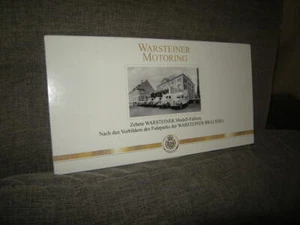 WARSTEINER
MOTORING
Zehnte WARSTEINER Modell-Edition
Nach den Vorbildern des Fuhrparks der WARSTEINER BRAUEREI